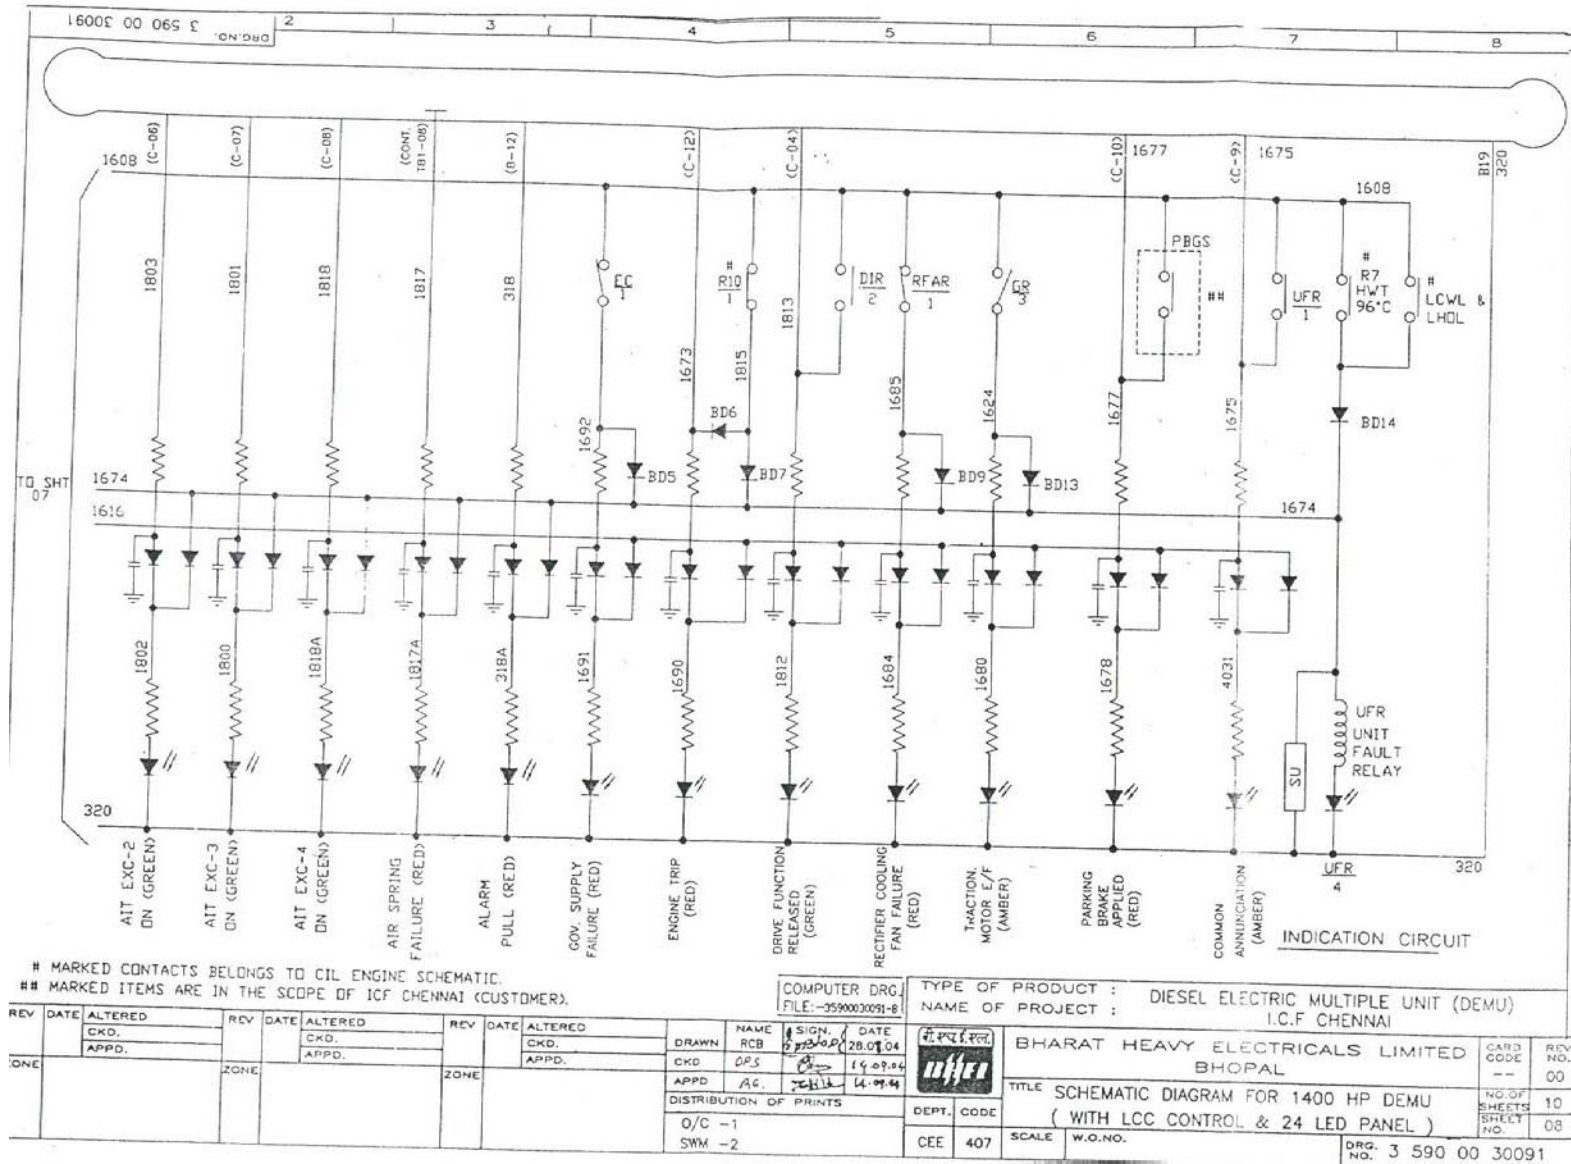 DRG.NO. 3 590 00 30091
2 3 4 5 6 7 8
1608 (C-06) (C-07) (C-08) (CONT. TB1-08) (B-12) (C-12) (C-04) (C-10) 1677 (C-9) 1675 B19 320
1608
1803 1801 1818 1817 318
EC
1
#
R10
1
1673 1815 1813
DIR
2
RFAR
1
GR
3
PBGS
##
UFR
1
#
R7
HWT
96°C
#
LCWL &
LHOL
1692 1685 1624 1677 1675
BD6
BD14
TO SHT
07
1674
BD5 BD7 BD9 BD13
1616
1674
1802 1800 1818A 1817A 318A 1691 1690 1812 1684 1680 1678 4031
SU
UFR
UNIT
FAULT
RELAY
320
320
UFR
4
AIT EXC-2
ON (GREEN)
AIT EXC-3
ON (GREEN)
AIT EXC-4
ON (GREEN)
AIR SPRING
FAILURE (RED)
ALARM
PULL (RED)
GOV. SUPPLY
FAILURE (RED)
ENGINE TRIP
(RED)
DRIVE FUNCTION
RELEASED
(GREEN)
RECTIFIER COOLING
FAN FAILURE
(RED)
TRACTION.
MOTOR E/F
(AMBER)
PARKING
BRAKE
APPLIED
(RED)
COMMON
ANNUNCIATION
(AMBER)
INDICATION CIRCUIT
# MARKED CONTACTS BELONGS TO CIL ENGINE SCHEMATIC.
## MARKED ITEMS ARE IN THE SCOPE OF ICF CHENNAI (CUSTOMER).
COMPUTER DRG.
FILE:-35900030091-8
TYPE OF PRODUCT :
NAME OF PROJECT :
DIESEL ELECTRIC MULTIPLE UNIT (DEMU)
I.C.F CHENNAI
REV DATE ALTERED
CKD.
APPD.
ZONE
REV DATE ALTERED
CKD.
APPD.
ZONE
REV DATE ALTERED
CKD.
APPD.
ZONE
NAME SIGN. DATE
DRAWN RCB 28.07.04
CKD DPS 14.09.04
APPD
DISTRIBUTION OF PRINTS
O/C -1
SWM -2
बी.एच.ई.एल.
BHEL
BHARAT HEAVY ELECTRICALS LIMITED
BHOPAL
CARD CODE --
REV NO. 00
TITLE SCHEMATIC DIAGRAM FOR 1400 HP DEMU
( WITH LCC CONTROL & 24 LED PANEL )
NO.OF SHEETS 10
SHEET NO. 08
DEPT. CODE
CEE 407
SCALE W.O.NO.
DRG. NO. 3 590 00 30091